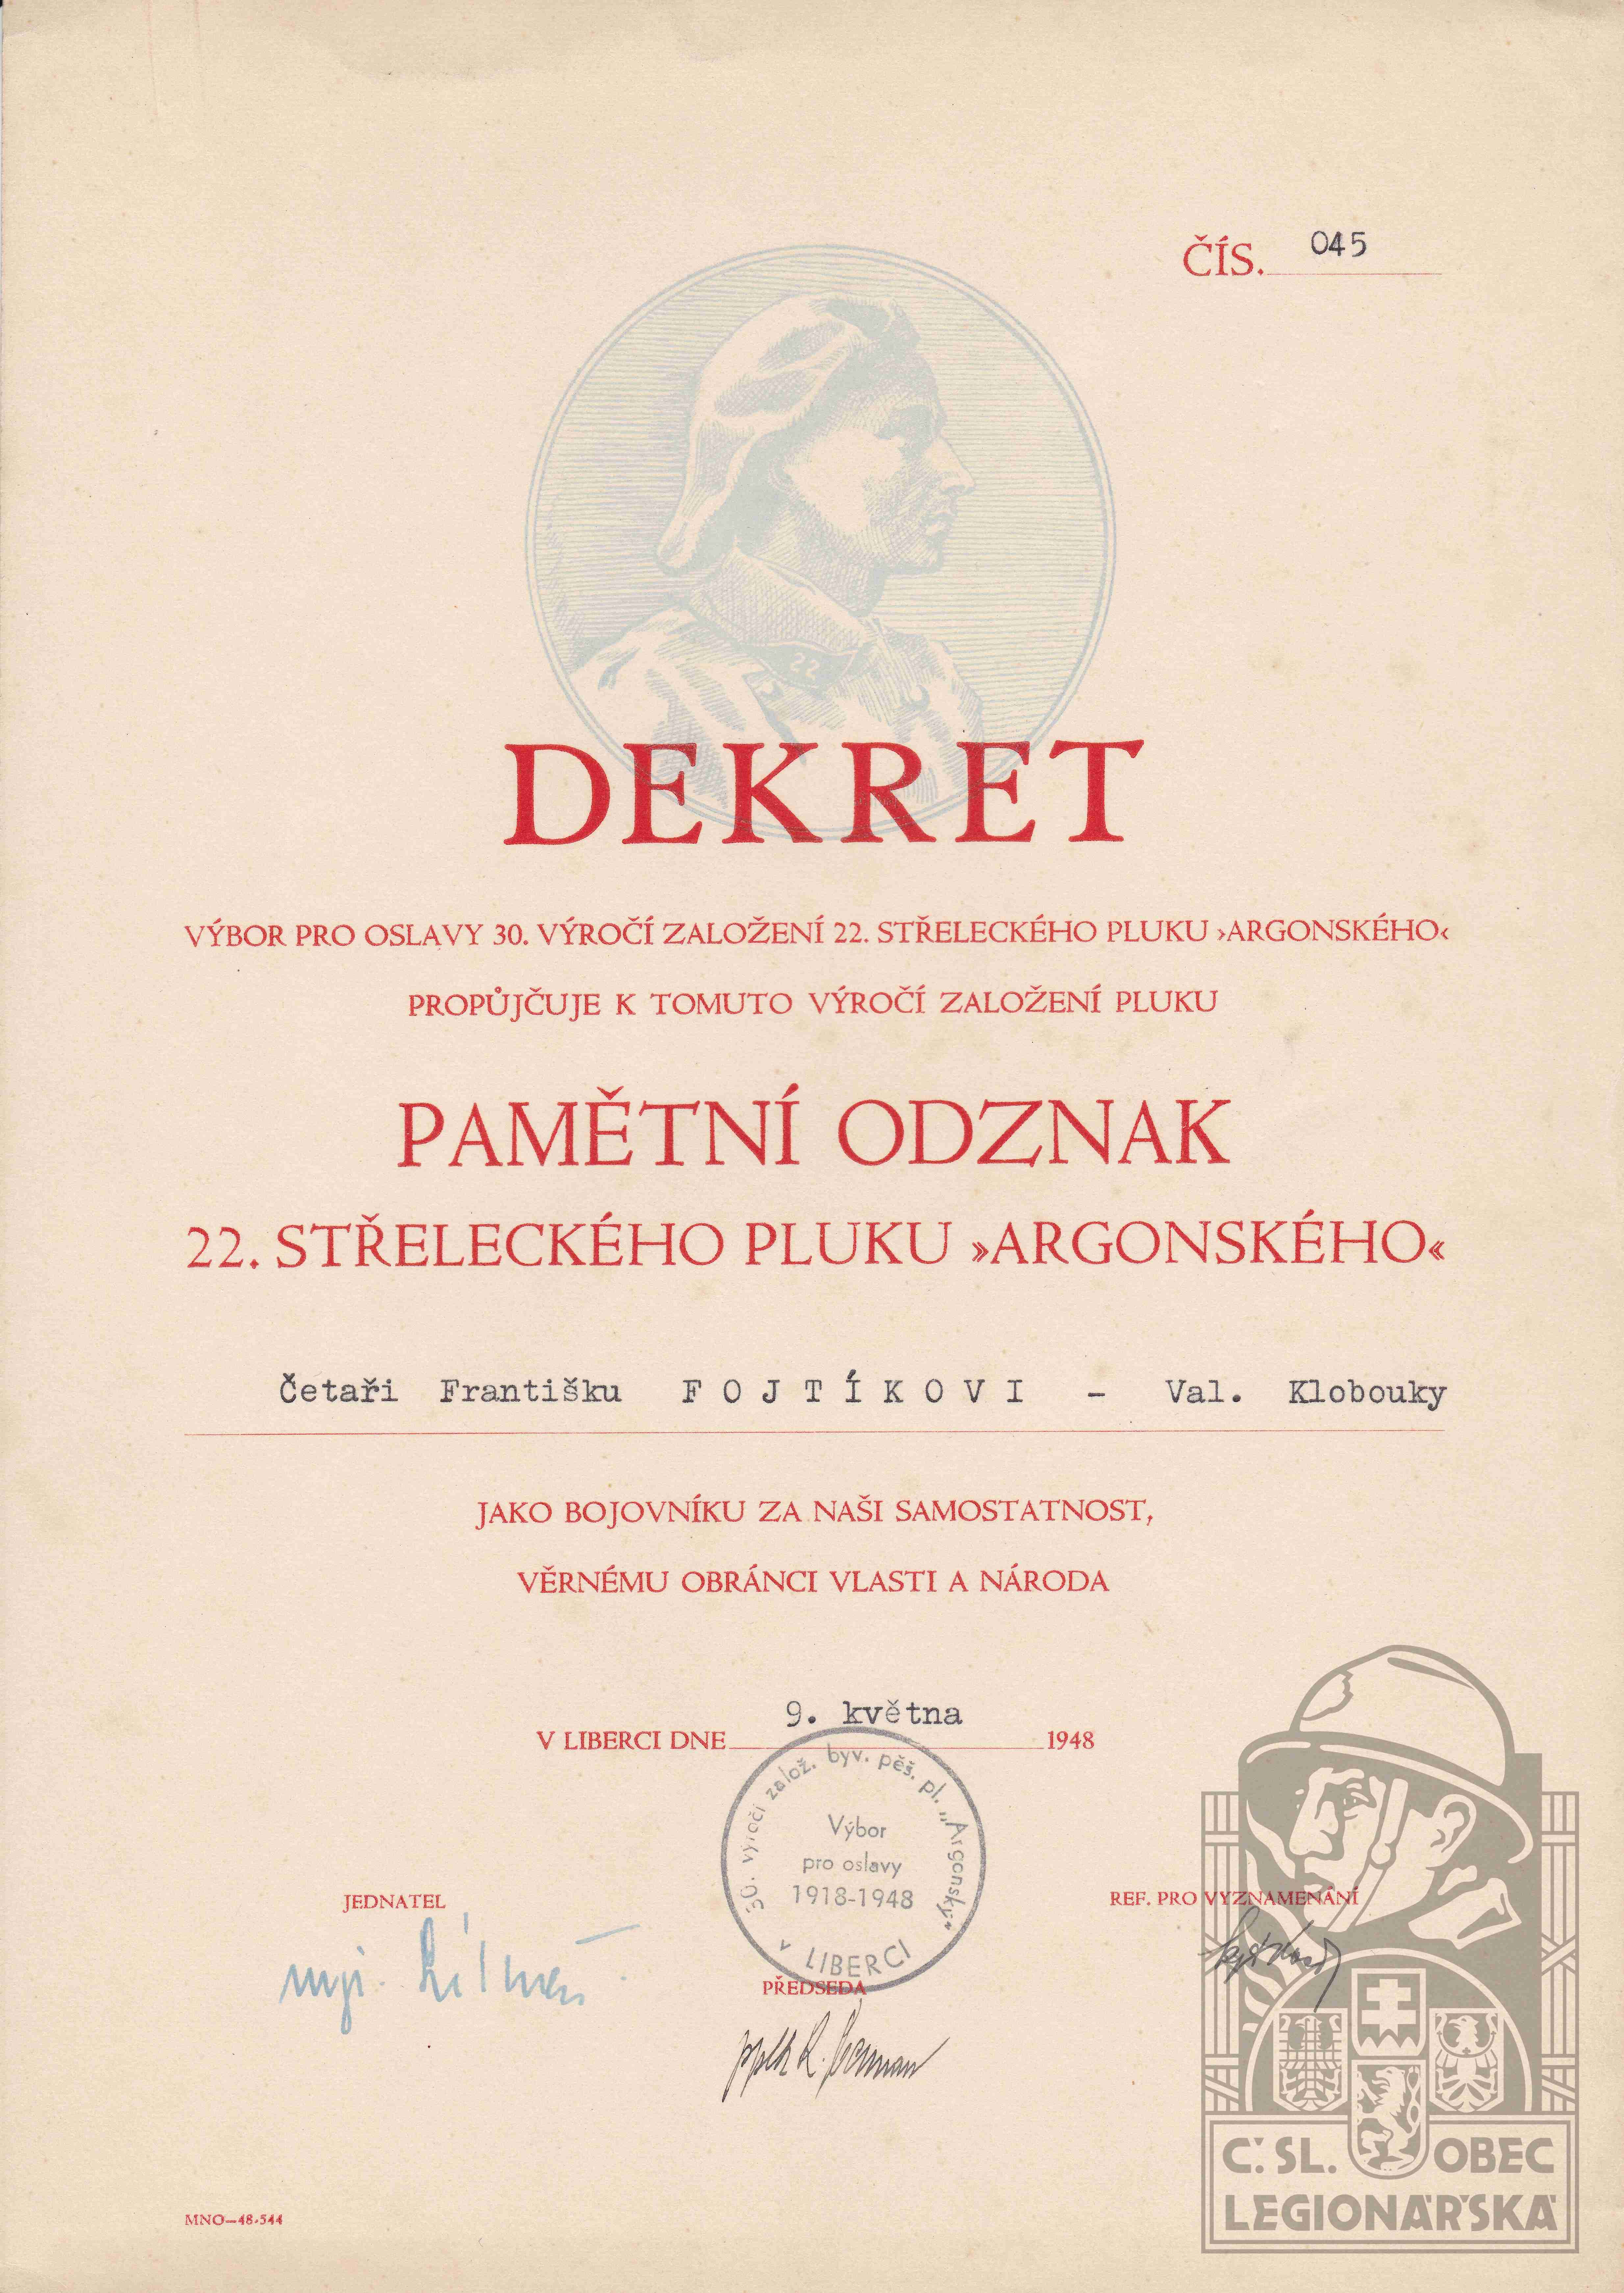 ČÍS. 045
22
DEKRET
VÝBOR PRO OSLAVY 30. VÝROČÍ ZALOŽENÍ 22. STŘELECKÉHO PLUKU ›ARGONSKÉHO‹
PROPŮJČUJE K TOMUTO VÝROČÍ ZALOŽENÍ PLUKU
PAMĚTNÍ ODZNAK
22. STŘELECKÉHO PLUKU »ARGONSKÉHO«
Četaři Františku FOJTÍKOVI - Val. Klobouky
JAKO BOJOVNÍKU ZA NAŠI SAMOSTATNOST,
VĚRNÉMU OBRÁNCI VLASTI A NÁRODA
V LIBERCI DNE 9. května 1948
30. výročí založ. byv. pěš. pl. „Argonský“
Výbor
pro oslavy
1918-1948
v LIBERCI
JEDNATEL
REF. PRO VYZNAMENÁNÍ
mjr.
PŘEDSEDA
pplk R.
MNO—48-544
Č. SL. OBEC
LEGIONÁŘSKÁ